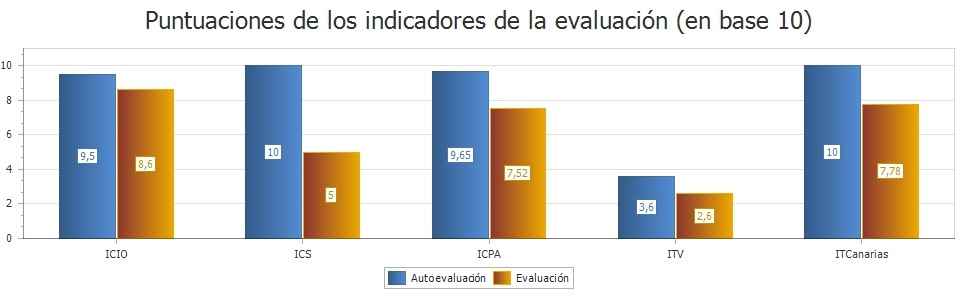 Puntuaciones de los indicadores de la evaluación (en base 10)
10
8
6
4
2
0
9,5
8,6
10
5
9,65
7,52
3,6
2,6
10
7,78
ICIO
ICS
ICPA
ITV
ITCanarias
Autoevaluación
Evaluación